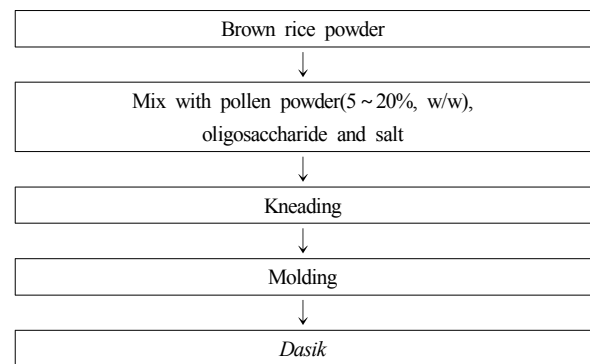 Brown rice powder
Mix with pollen powder(5 ~ 20%, w/w),
oligosaccharide and salt
Kneading
Molding
Dasik